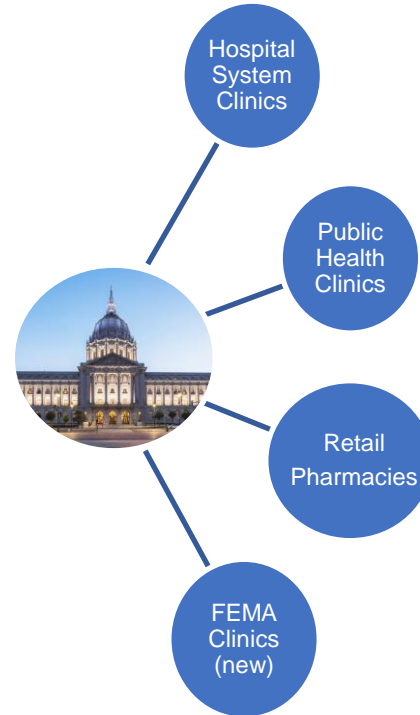 Hospital
System
Clinics
Public
Health
Clinics
Retail
Pharmacies
FEMA
Clinics
(new)